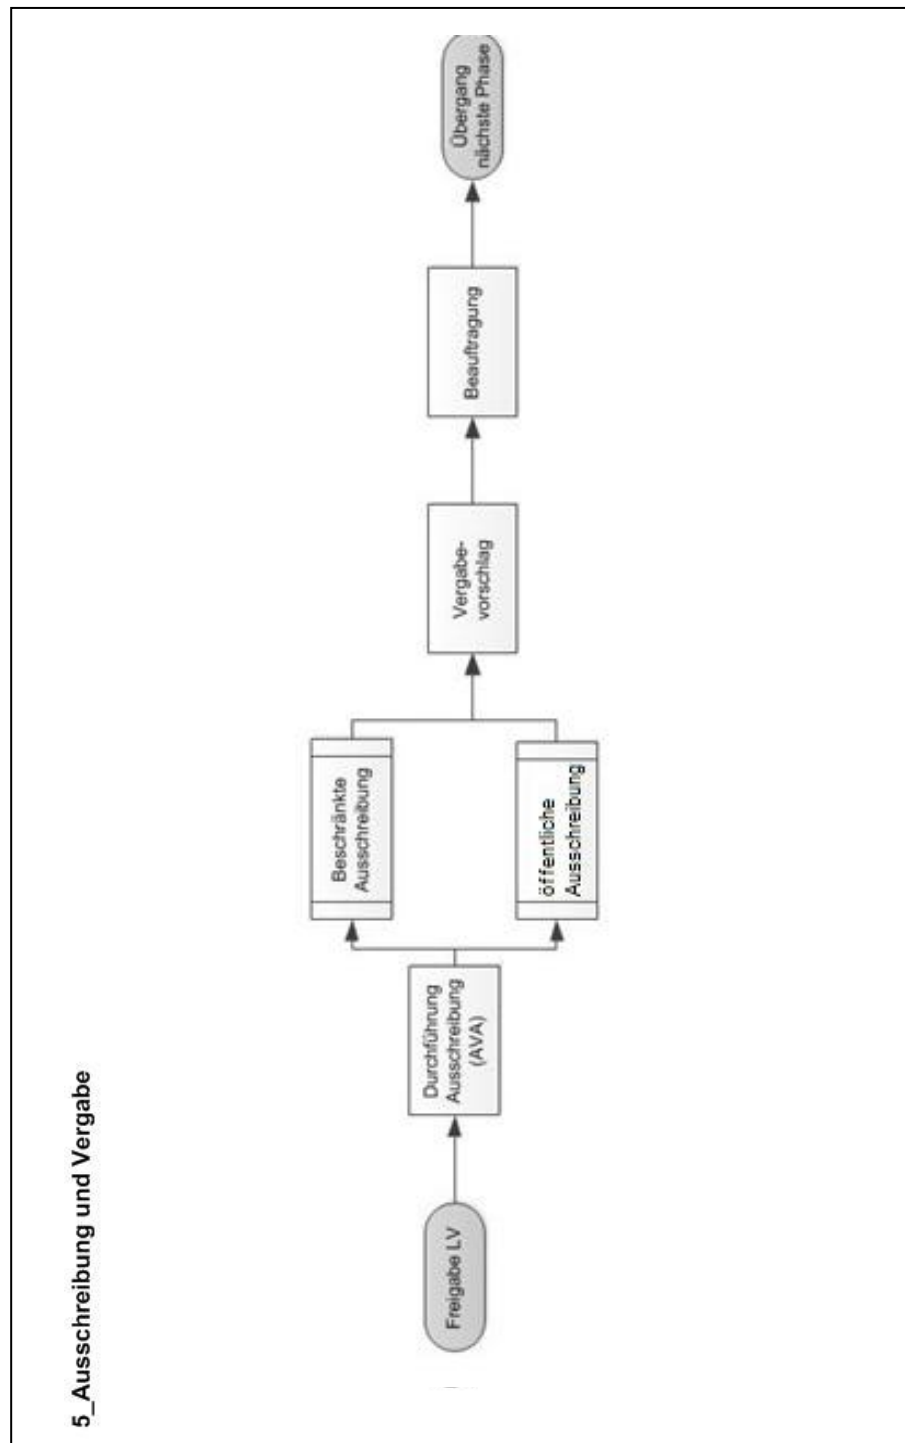 5_Ausschreibung und Vergabe
Freigabe LV
Durchführung
Ausschreibung
(AVA)
Beschränkte
Ausschreibung
öffentliche
Ausschreibung
Vergabe-
vorschlag
Beauftragung
Übergang
nächste Phase